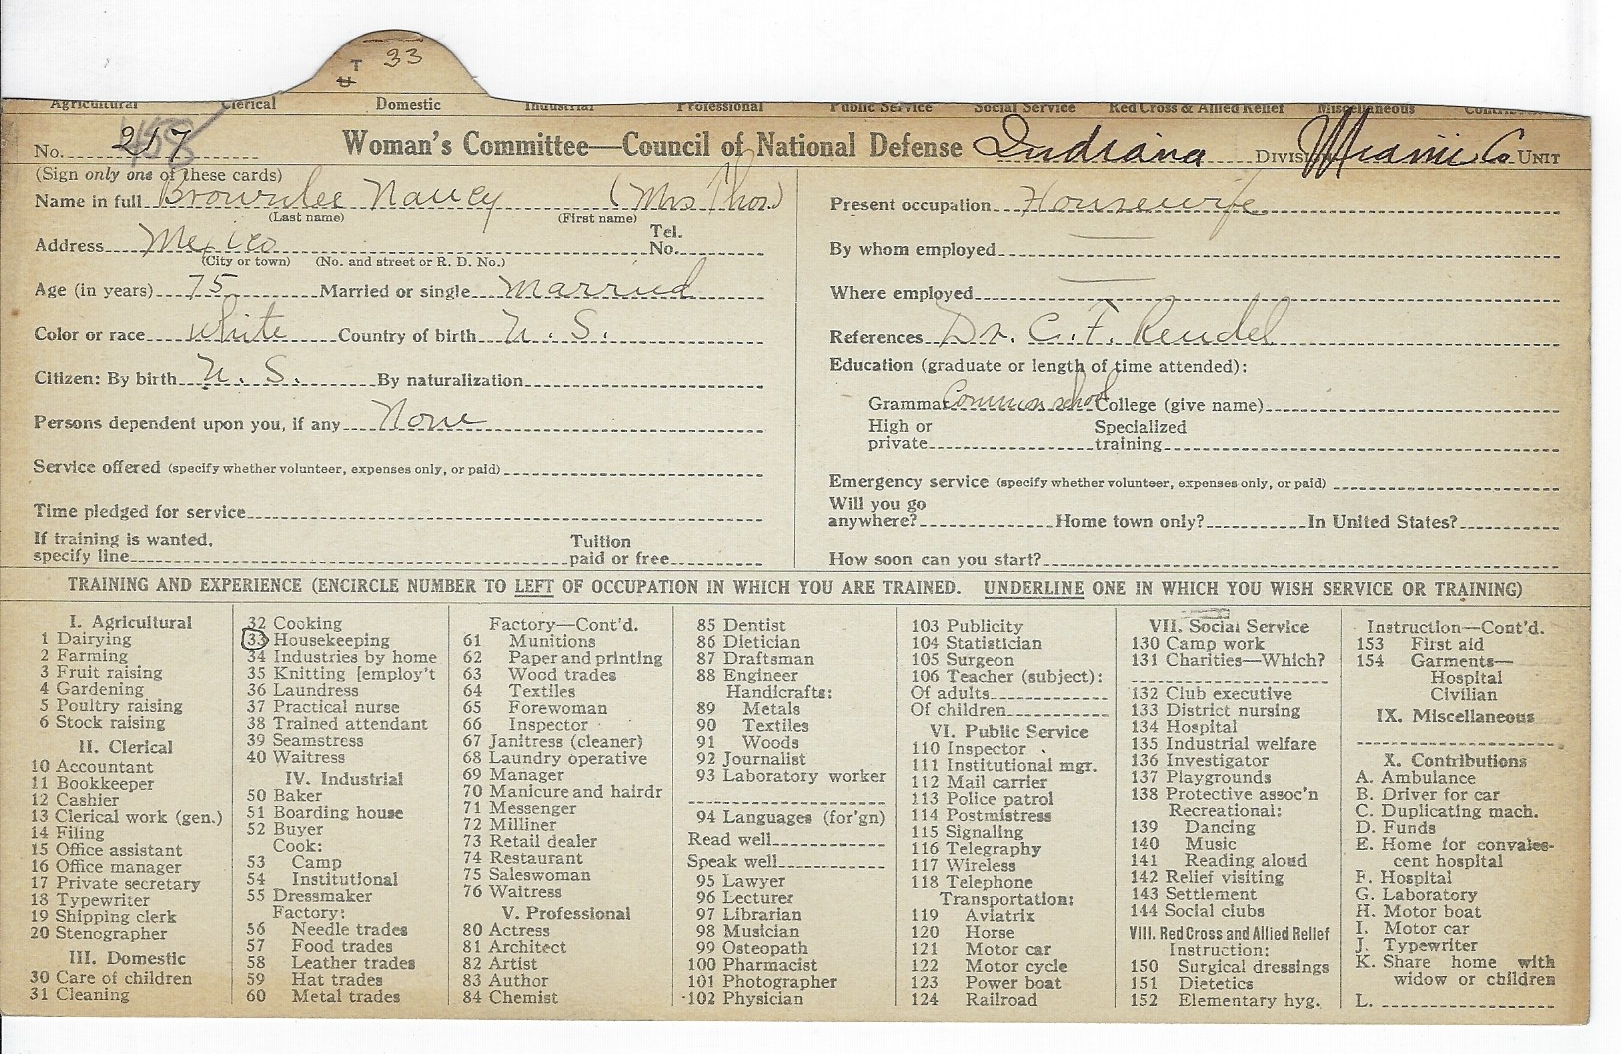 T 33
U
Agricultural Clerical Domestic Industrial Professional Public Service Social Service Red Cross & Allied Relief Miscellaneous
No. 217 458 Woman's Committee—Council of National Defense Indiana DIVISION Miami Co UNIT
(Sign only one of these cards)
Name in full Brownlee Nancy (Mrs Thos.)
(Last name) (First name)
Address Mexico Tel. No.
(City or town) (No. and street or R. D. No.)
Age (in years) 75 Married or single Married
Color or race White Country of birth U. S.
Citizen: By birth U. S. By naturalization
Persons dependent upon you, if any None
Service offered (specify whether volunteer, expenses only, or paid)
Time pledged for service
If training is wanted, Tuition
specify line paid or free
Present occupation Housewife
By whom employed —
Where employed —
References Dr. C. F. Rendel
Education (graduate or length of time attended):
Grammar Common school College (give name)
High or Specialized
private training
Emergency service (specify whether volunteer, expenses only, or paid)
Will you go
anywhere? Home town only? In United States?
How soon can you start?
TRAINING AND EXPERIENCE (ENCIRCLE NUMBER TO LEFT OF OCCUPATION IN WHICH YOU ARE TRAINED. UNDERLINE ONE IN WHICH YOU WISH SERVICE OR TRAINING)
I. Agricultural
1 Dairying
2 Farming
3 Fruit raising
4 Gardening
5 Poultry raising
6 Stock raising
II. Clerical
10 Accountant
11 Bookkeeper
12 Cashier
13 Clerical work (gen.)
14 Filing
15 Office assistant
16 Office manager
17 Private secretary
18 Typewriter
19 Shipping clerk
20 Stenographer
III. Domestic
30 Care of children
31 Cleaning
32 Cooking
33 Housekeeping
34 Industries by home
35 Knitting [employ't
36 Laundress
37 Practical nurse
38 Trained attendant
39 Seamstress
40 Waitress
IV. Industrial
50 Baker
51 Boarding house
52 Buyer
Cook:
53 Camp
54 Institutional
55 Dressmaker
Factory:
56 Needle trades
57 Food trades
58 Leather trades
59 Hat trades
60 Metal trades
Factory—Cont'd.
61 Munitions
62 Paper and printing
63 Wood trades
64 Textiles
65 Forewoman
66 Inspector
67 Janitress (cleaner)
68 Laundry operative
69 Manager
70 Manicure and hairdr
71 Messenger
72 Milliner
73 Retail dealer
74 Restaurant
75 Saleswoman
76 Waitress
V. Professional
80 Actress
81 Architect
82 Artist
83 Author
84 Chemist
85 Dentist
86 Dietician
87 Draftsman
88 Engineer
Handicrafts:
89 Metals
90 Textiles
91 Woods
92 Journalist
93 Laboratory worker
94 Languages (for'gn)
Read well
Speak well
95 Lawyer
96 Lecturer
97 Librarian
98 Musician
99 Osteopath
100 Pharmacist
101 Photographer
102 Physician
103 Publicity
104 Statistician
105 Surgeon
106 Teacher (subject):
Of adults
Of children
VI. Public Service
110 Inspector
111 Institutional mgr.
112 Mail carrier
113 Police patrol
114 Postmistress
115 Signaling
116 Telegraphy
117 Wireless
118 Telephone
Transportation:
119 Aviatrix
120 Horse
121 Motor car
122 Motor cycle
123 Power boat
124 Railroad
VII. Social Service
130 Camp work
131 Charities—Which?
132 Club executive
133 District nursing
134 Hospital
135 Industrial welfare
136 Investigator
137 Playgrounds
138 Protective assoc'n
Recreational:
139 Dancing
140 Music
141 Reading aloud
142 Relief visiting
143 Settlement
144 Social clubs
VIII. Red Cross and Allied Relief
Instruction:
150 Surgical dressings
151 Dietetics
152 Elementary hyg.
Instruction—Cont'd.
153 First aid
154 Garments—
Hospital
Civilian
IX. Miscellaneous
X. Contributions
A. Ambulance
B. Driver for car
C. Duplicating mach.
D. Funds
E. Home for convales-
cent hospital
F. Hospital
G. Laboratory
H. Motor boat
I. Motor car
J. Typewriter
K. Share home with
widow or children
L.